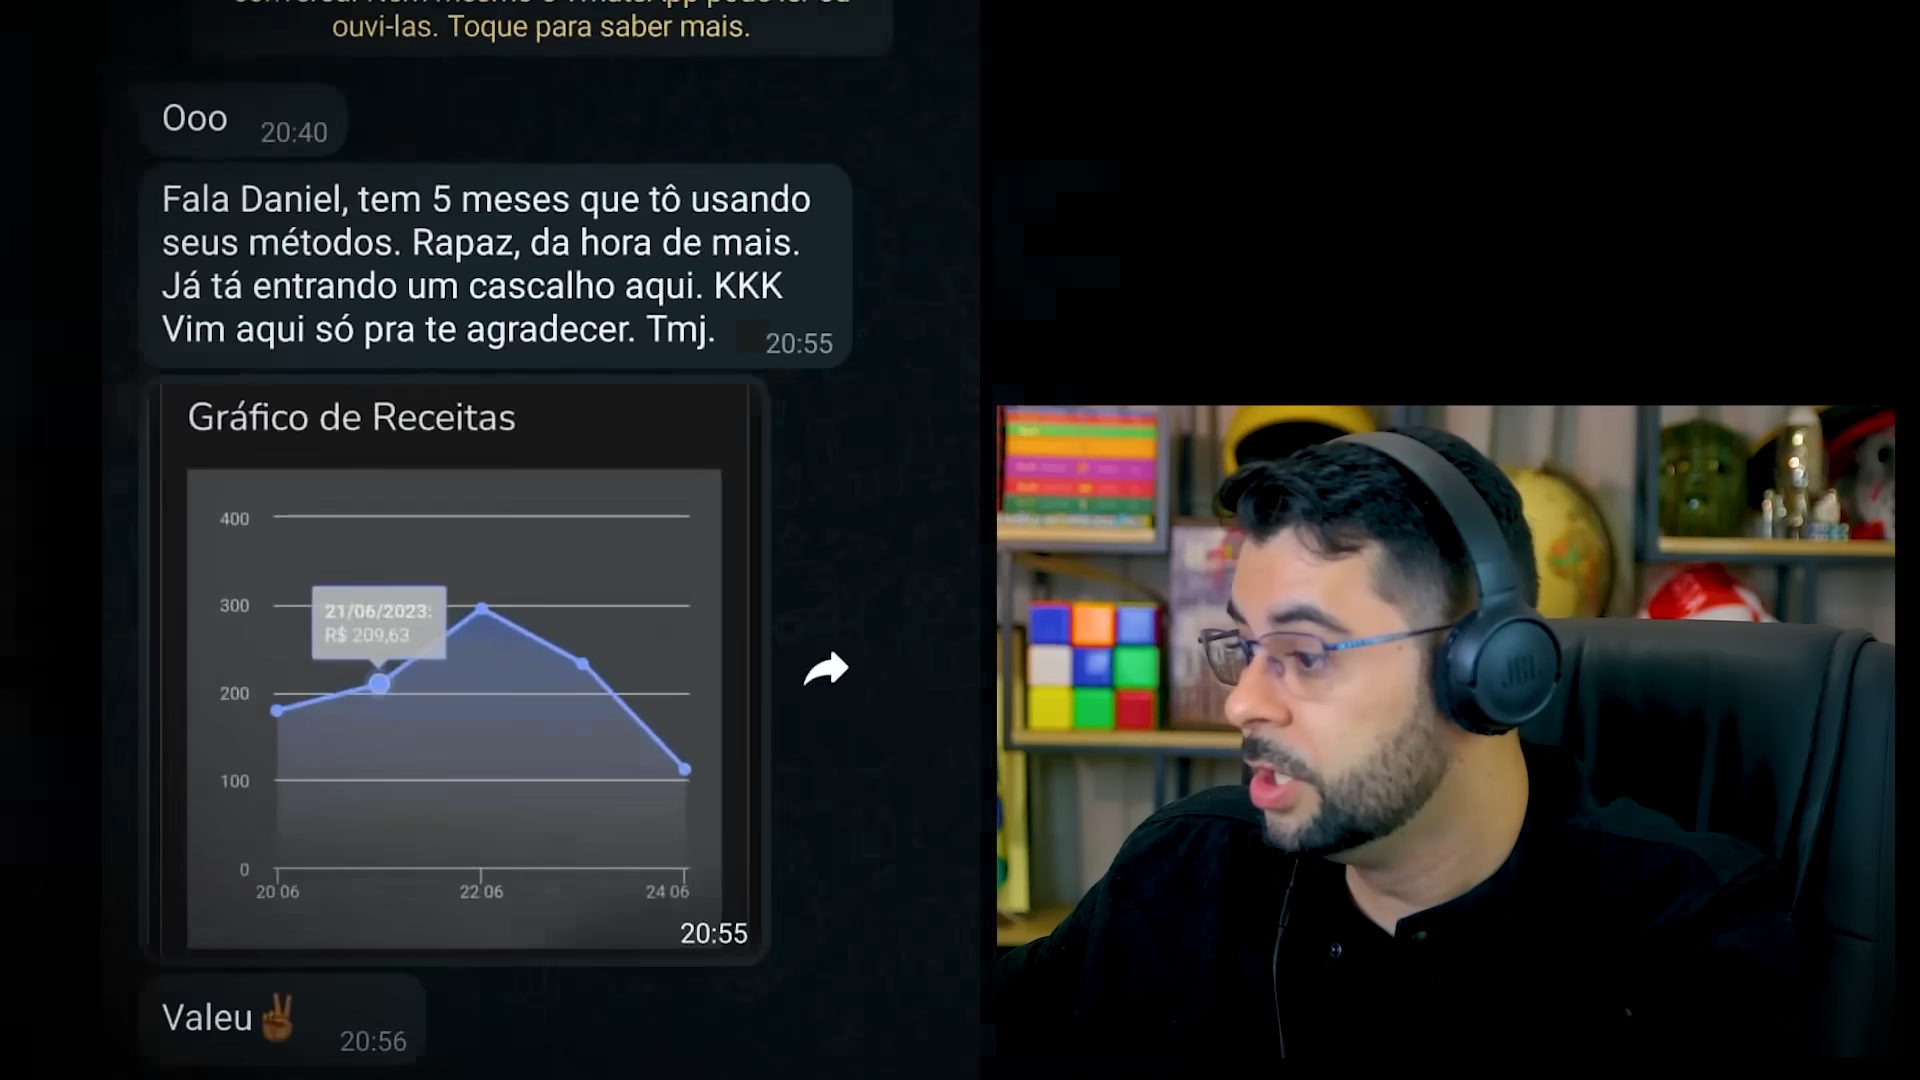 ouvi-las. Toque para saber mais.
Ooo
20:40
Fala Daniel, tem 5 meses que tô usando
seus métodos. Rapaz, da hora de mais.
Já tá entrando um cascalho aqui. KKK
Vim aqui só pra te agradecer. Tmj.
20:55
Gráfico de Receitas
400
300
200
100
0
21/06/2023:
R$ 209,63
20 06
22 06
24 06
20:55
Valeu✌🏾
20:56
JBL